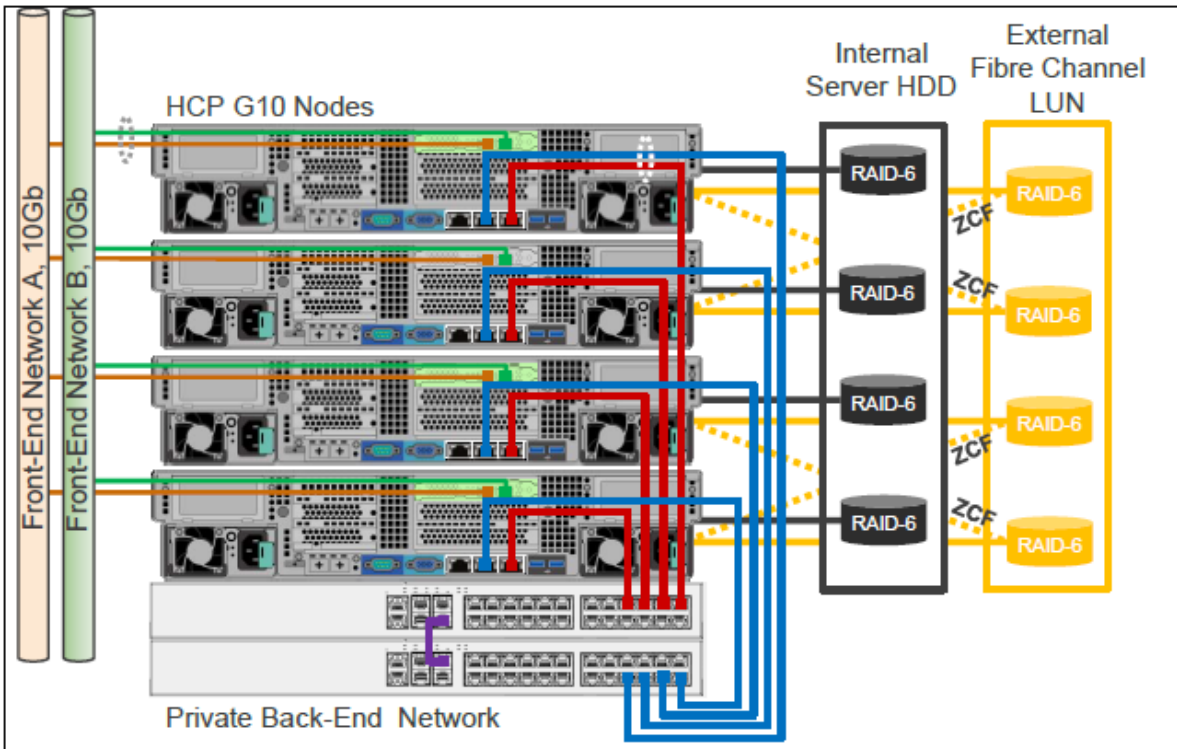 Front-End Network A, 10Gb
Front-End Network B, 10Gb
HCP G10 Nodes
Internal
Server HDD
External
Fibre Channel
LUN
RAID-6
RAID-6
ZCF
RAID-6
ZCF
RAID-6
RAID-6
RAID-6
ZCF
RAID-6
ZCF
RAID-6
Private Back-End Network